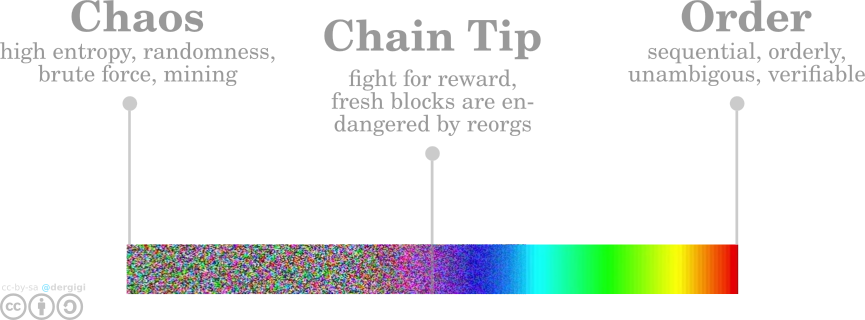 Chaos
high entropy, randomness,
brute force, mining
Chain Tip
fight for reward,
fresh blocks are en-
dangered by reorgs
Order
sequential, orderly,
unambigous, verifiable
cc-by-sa @dergigi
cc